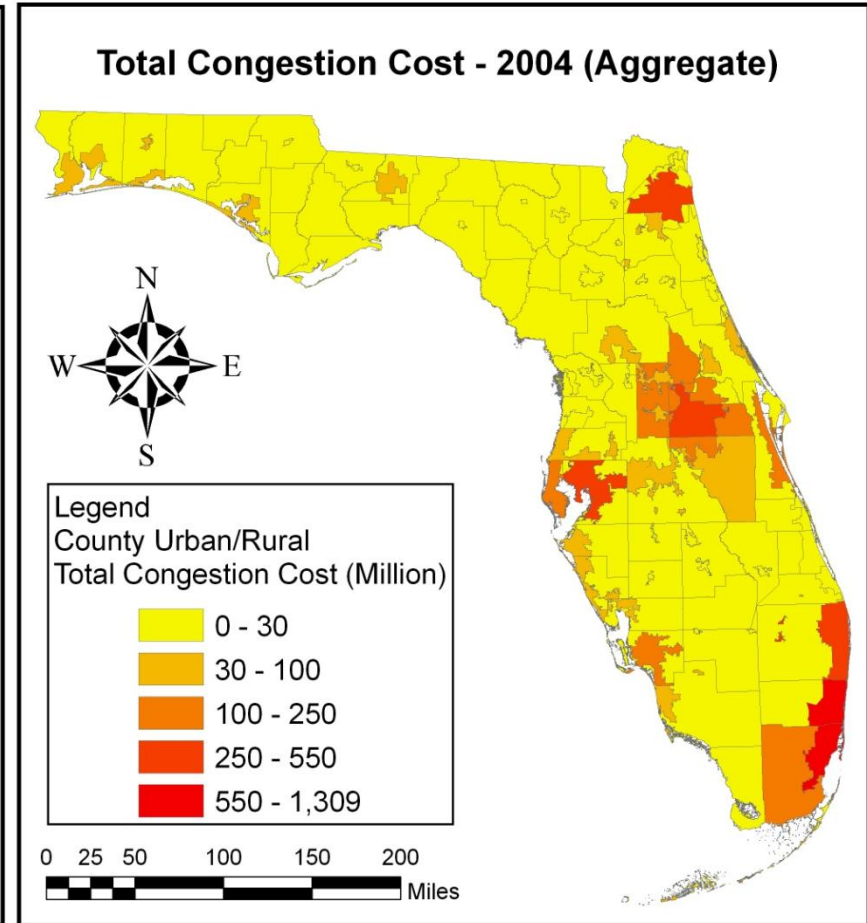 Total Congestion Cost - 2004 (Aggregate)
N
W E
S
Legend
County Urban/Rural
Total Congestion Cost (Million)
0 - 30
30 - 100
100 - 250
250 - 550
550 - 1,309
0 25 50 100 150 200
Miles